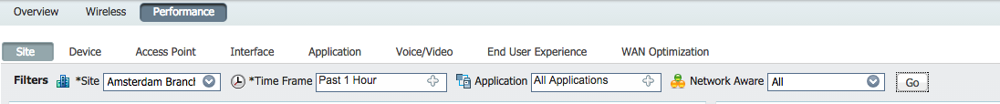 Overview Wireless Performance
Site Device Access Point Interface Application Voice/Video End User Experience WAN Optimization
Filters *Site Amsterdam Branch *Time Frame Past 1 Hour Application All Applications Network Aware All Go